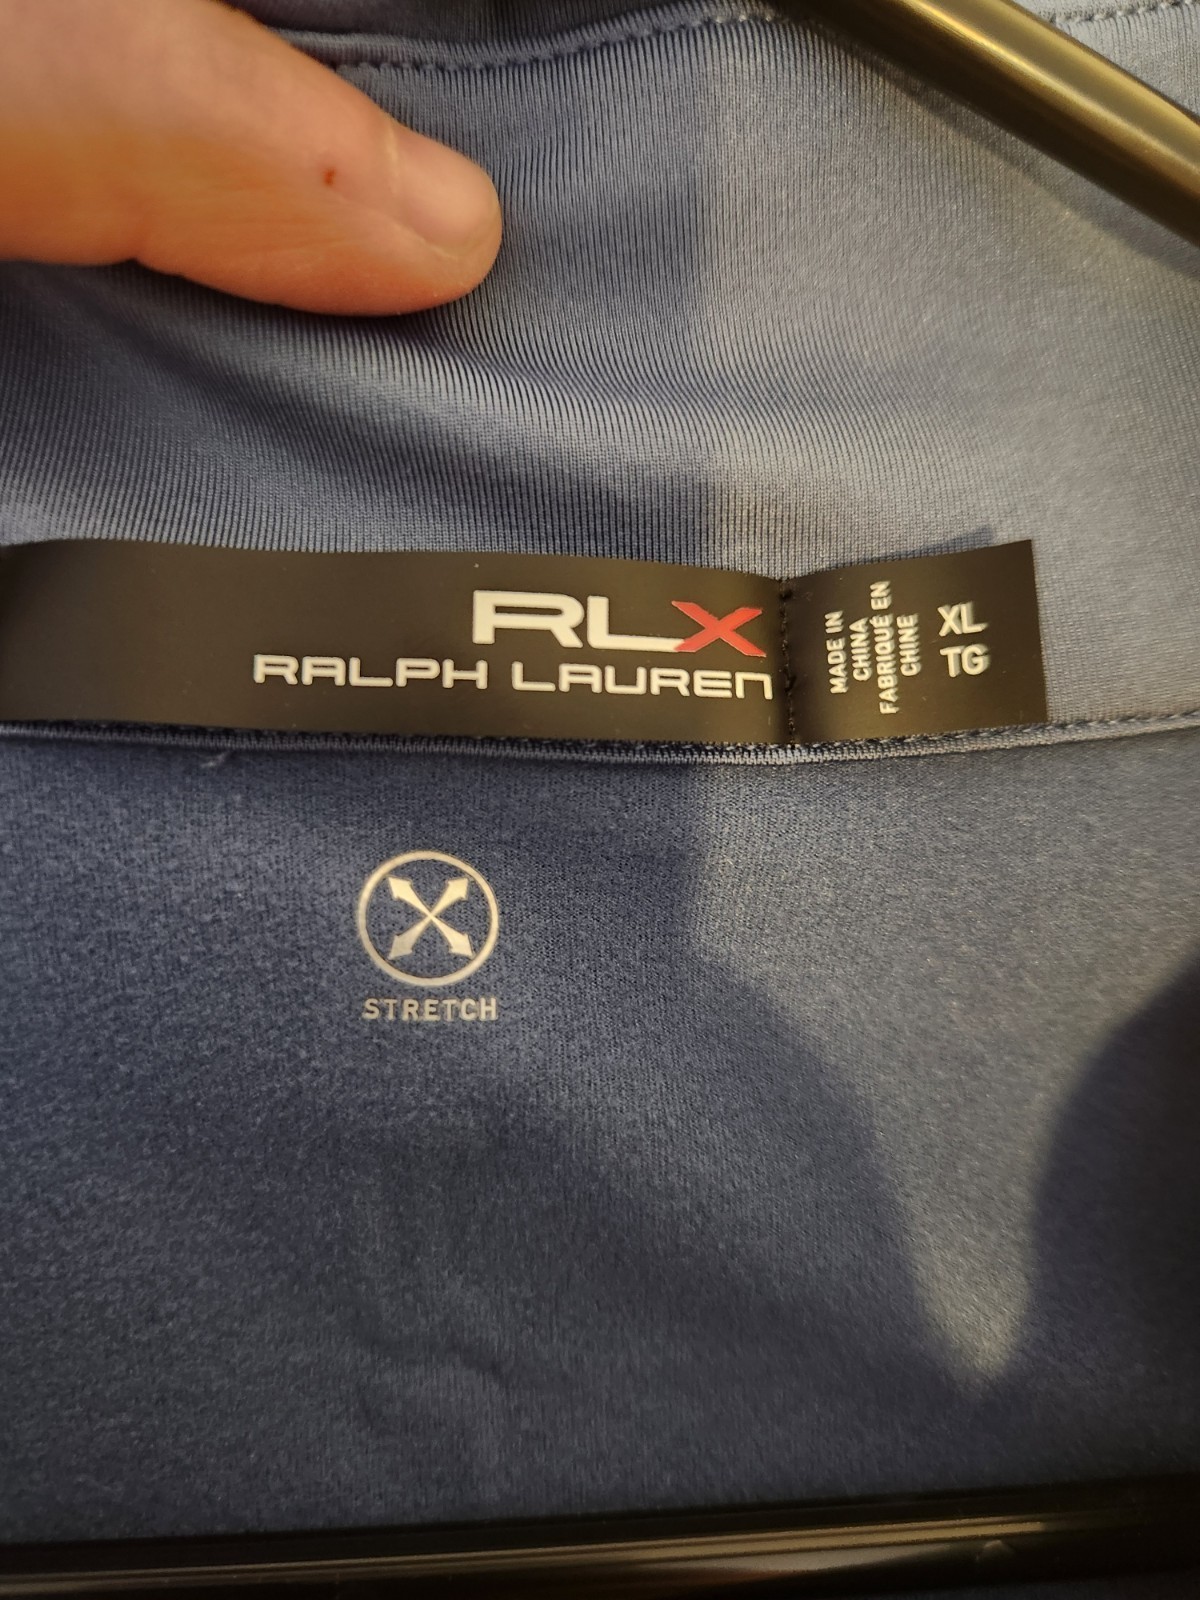 RLX
RALPH LAUREN
MADE IN
CHINA
FABRIQUÉ EN
CHINE
XL
TG
STRETCH